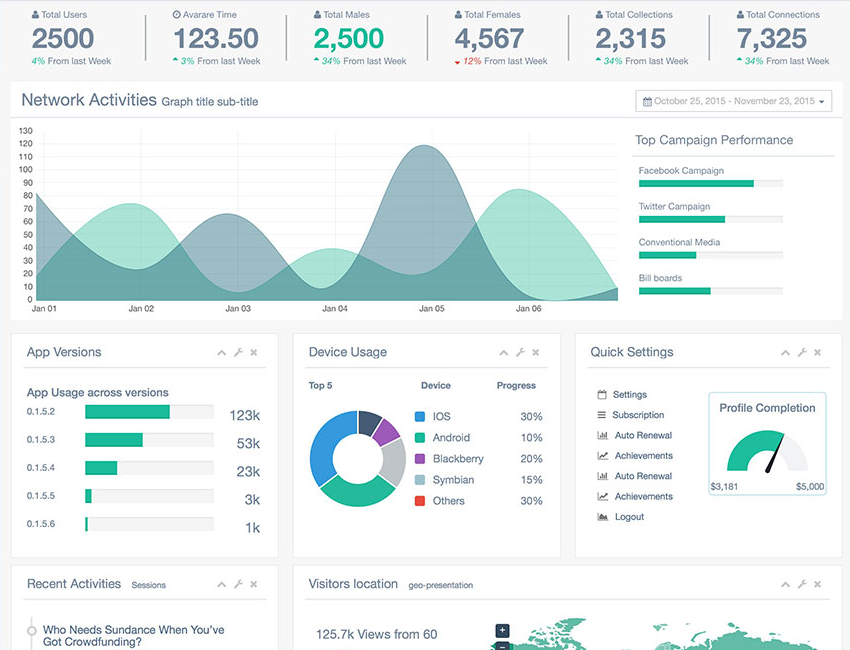 Total Users
2500
4% From last Week
Avarare Time
123.50
3% From last Week
Total Males
2,500
34% From last Week
Total Females
4,567
12% From last Week
Total Collections
2,315
34% From last Week
Total Connections
7,325
34% From last Week
Network Activities Graph title sub-title
October 25, 2015 - November 23, 2015
130
120
110
100
90
80
70
60
50
40
30
20
10
0
Jan 01
Jan 02
Jan 03
Jan 04
Jan 05
Jan 06
Top Campaign Performance
Facebook Campaign
Twitter Campaign
Conventional Media
Bill boards
App Versions
App Usage across versions
0.1.5.2 123k
0.1.5.3 53k
0.1.5.4 23k
0.1.5.5 3k
0.1.5.6 1k
Device Usage
Top 5 Device Progress
IOS 30%
Android 10%
Blackberry 20%
Symbian 15%
Others 30%
Quick Settings
Settings
Subscription
Auto Renewal
Achievements
Auto Renewal
Achievements
Logout
Profile Completion
$3,181 $5,000
Recent Activities Sessions
Who Needs Sundance When You've
Got Crowdfunding?
Visitors location geo-presentation
125.7k Views from 60
+